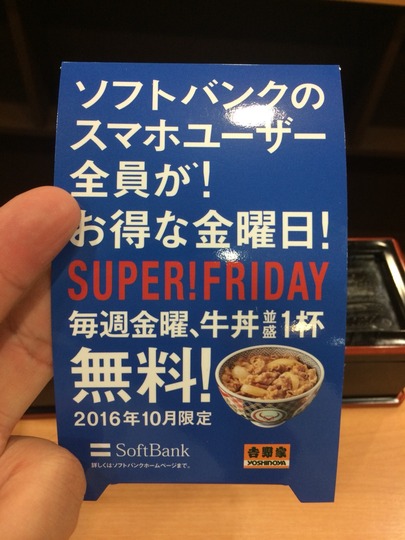 ソフトバンクの
スマホユーザー
全員が!
お得な金曜日!
SUPER!FRIDAY
毎週金曜、牛丼並盛1杯
無料!
2016年10月限定
SoftBank
詳しくはソフトバンクホームページまで。
吉野家
YOSHINOYA